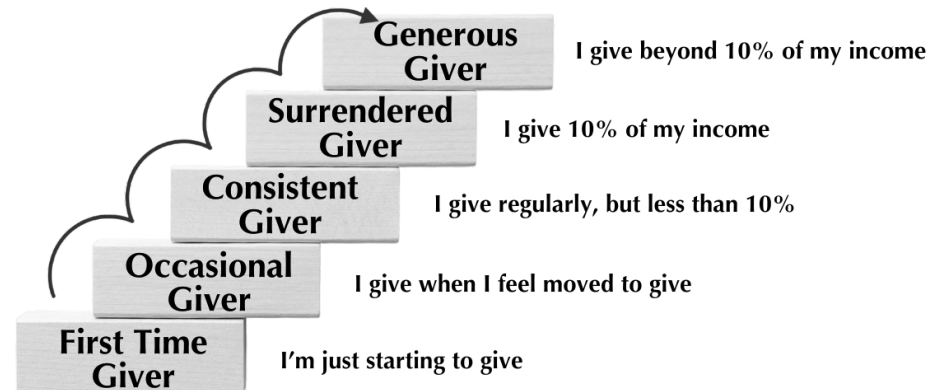 Generous
Giver
I give beyond 10% of my income
Surrendered
Giver
I give 10% of my income
Consistent
Giver
I give regularly, but less than 10%
Occasional
Giver
I give when I feel moved to give
First Time
Giver
I’m just starting to give